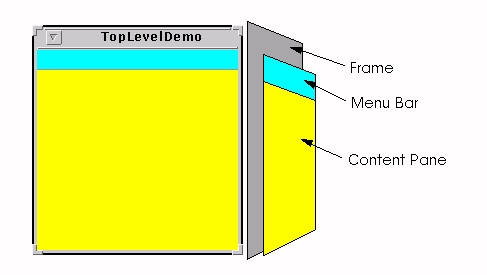 TopLevelDemo
Frame
Menu Bar
Content Pane